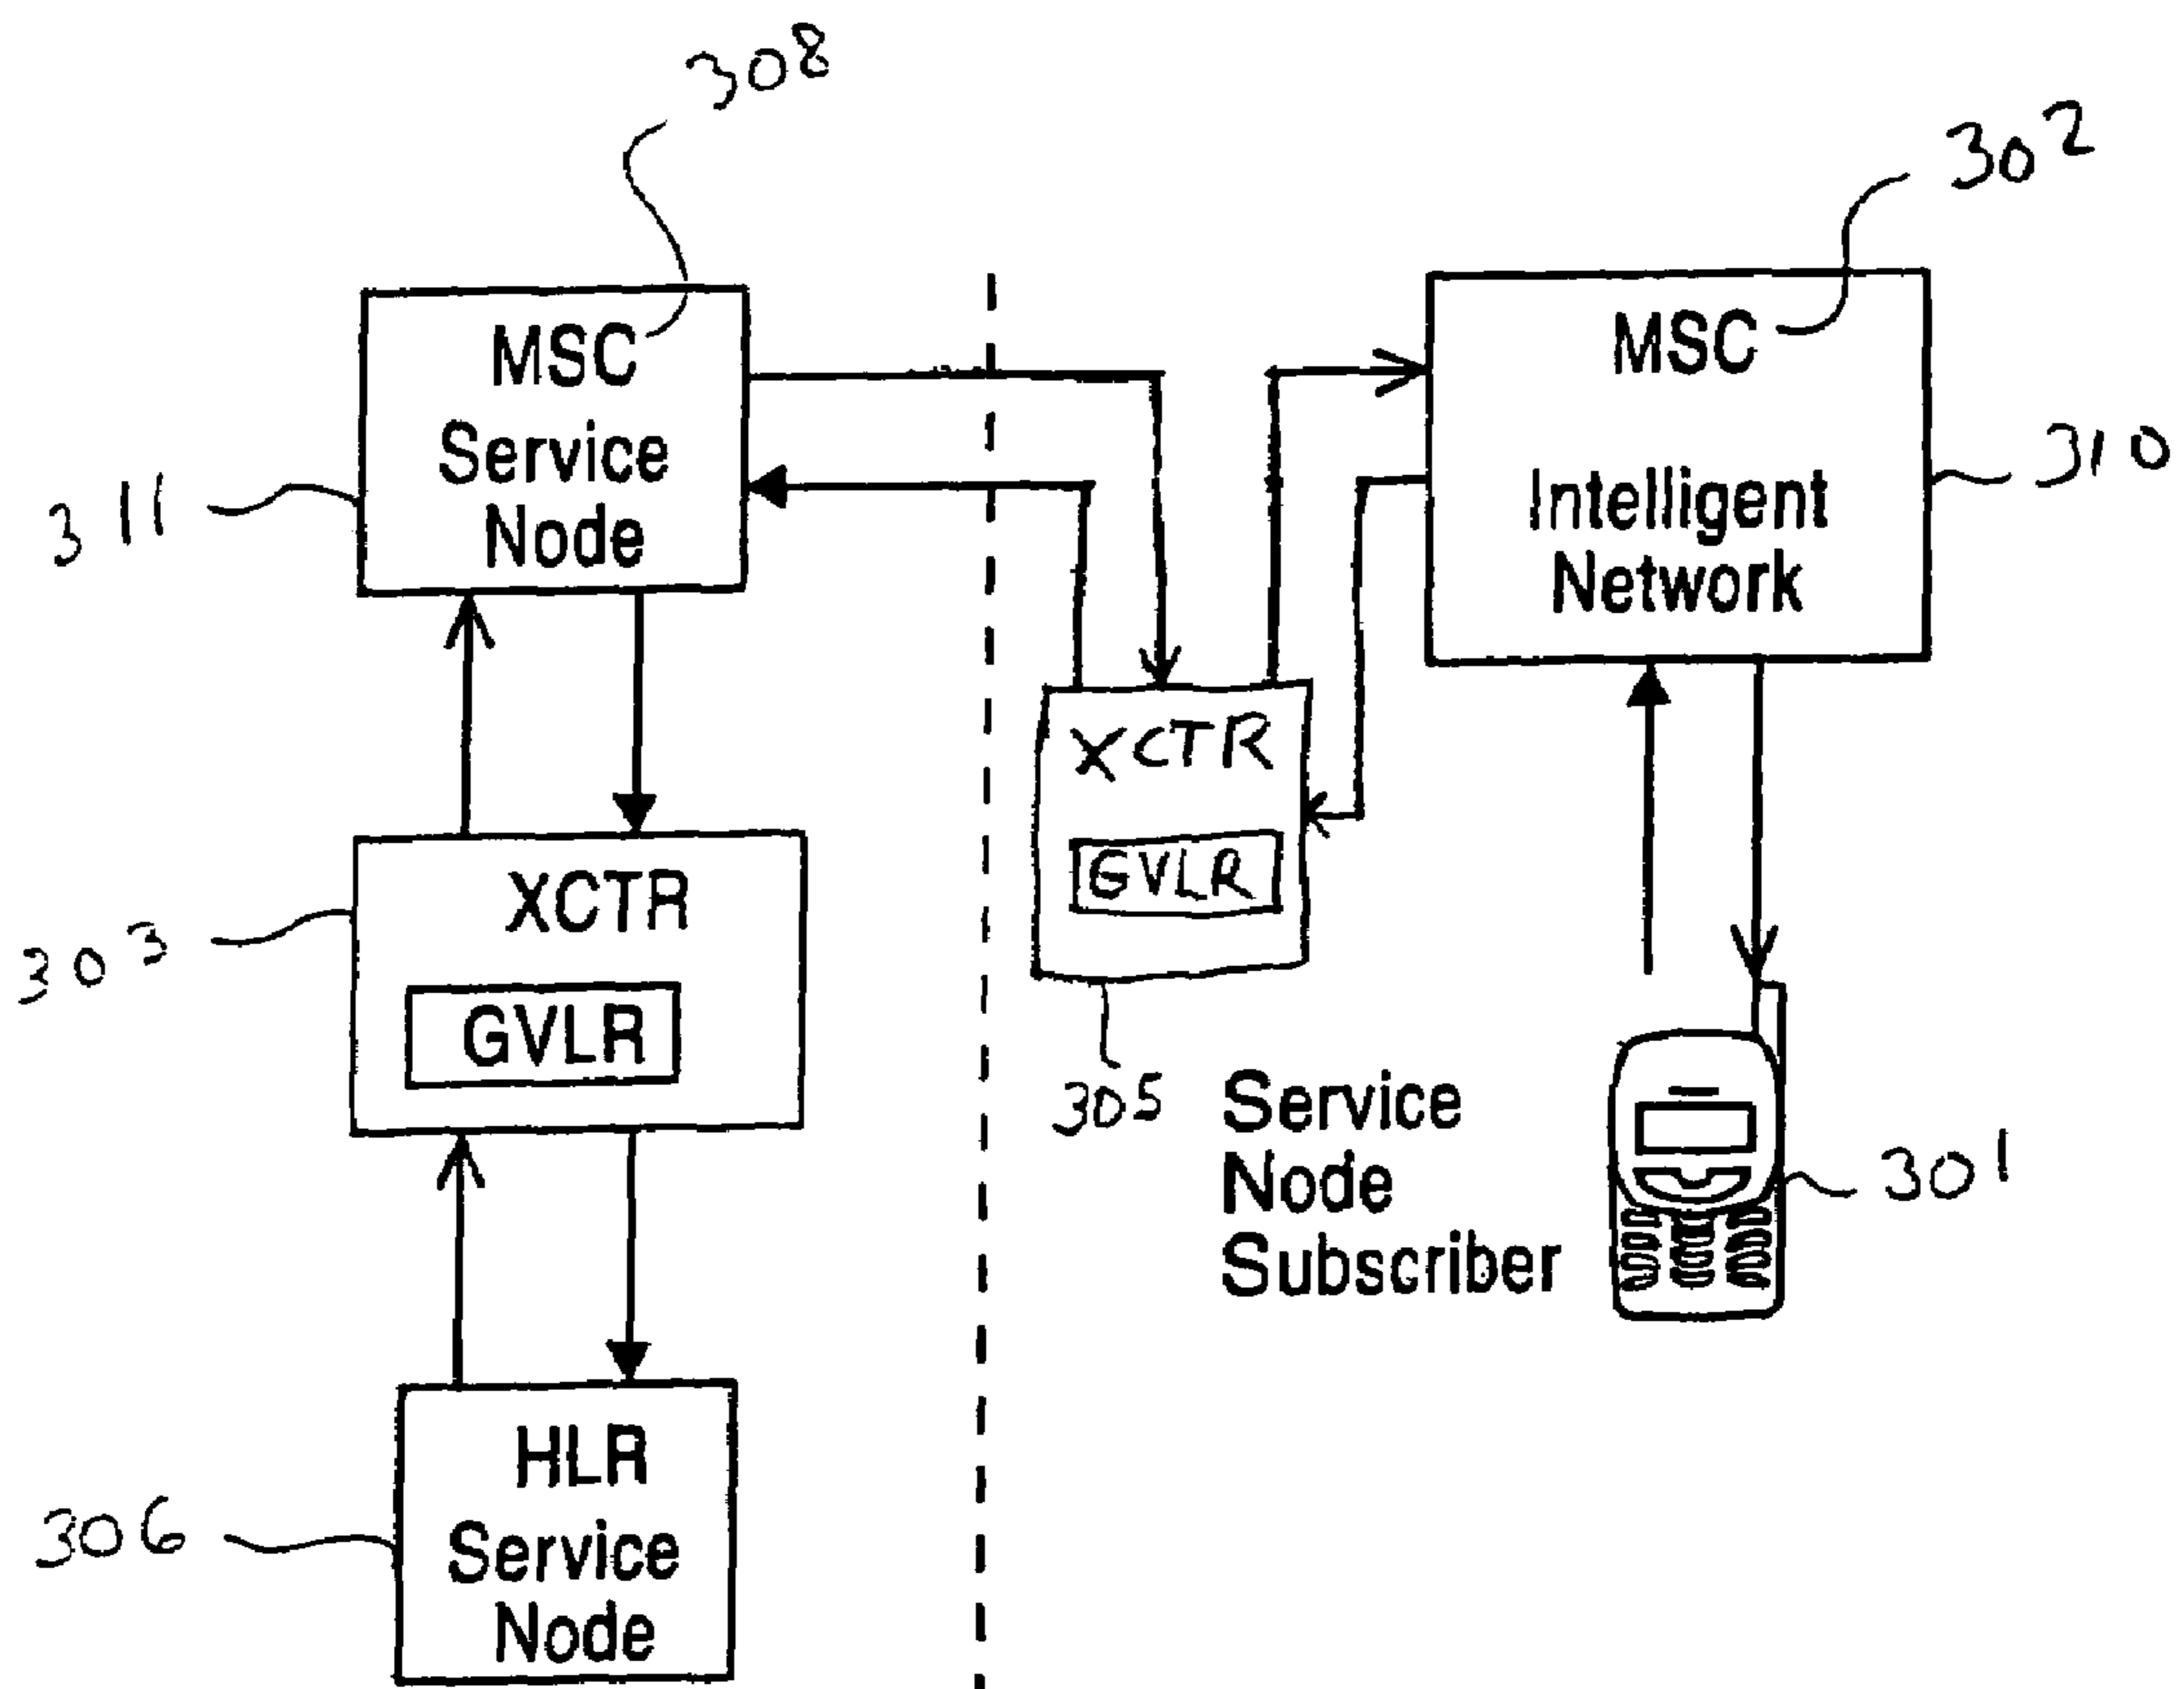 308
302
MSC
Service
Node
MSC
Intelligent
Network
311
310
XCTR
GVLR
XCTR
GVLR
303
305
Service
Node
Subscriber
301
HLR
Service
Node
306